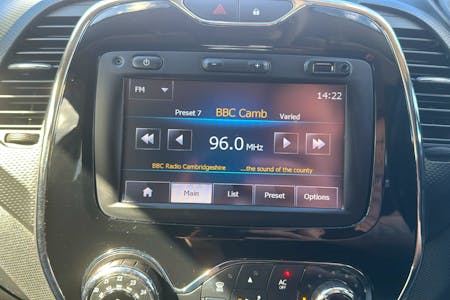 FM
14:22
Preset 7
BBC Camb
Varied
96.0 MHz
BBC Radio Cambridgeshire
...the sound of the county
Main
List
Preset
Options
AC
OFF